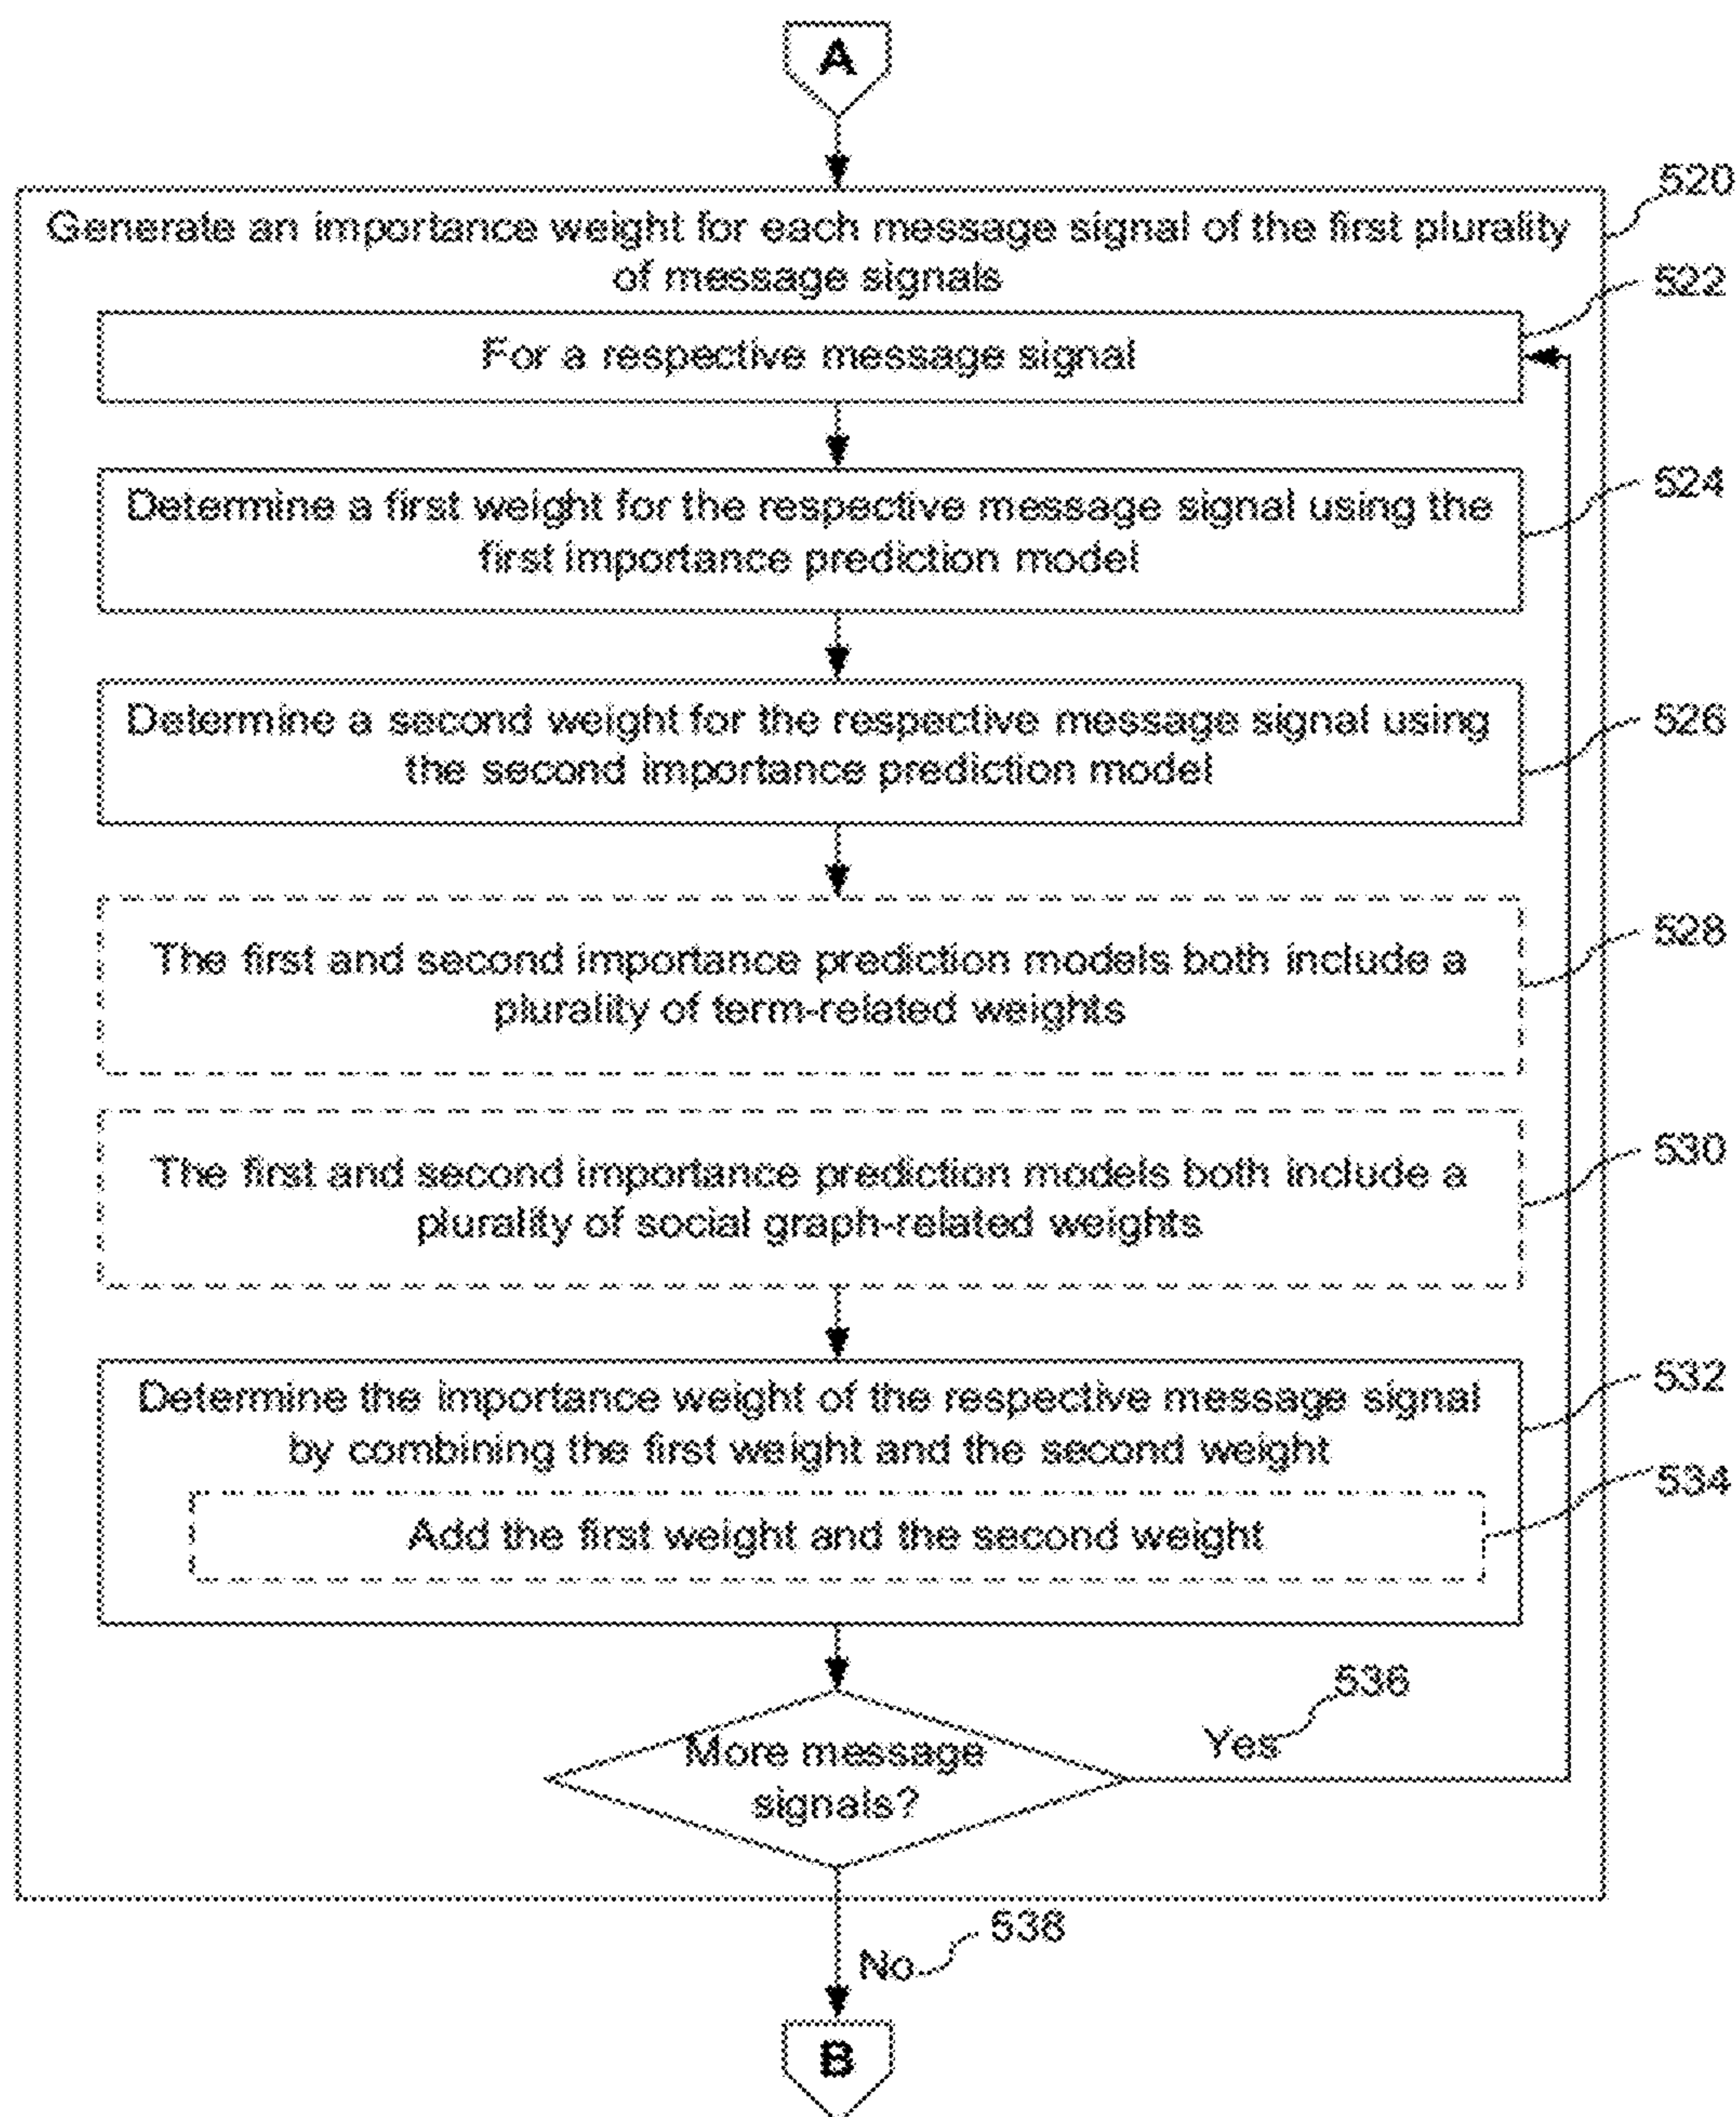 A
520
Generate an importance weight for each message signal of the first plurality
of message signals
522
For a respective message signal
524
Determine a first weight for the respective message signal using the
first importance prediction model
526
Determine a second weight for the respective message signal using
the second importance prediction model
528
The first and second importance prediction models both include a
plurality of term-related weights
530
The first and second importance prediction models both include a
plurality of social graph-related weights
532
Determine the importance weight of the respective message signal
by combining the first weight and the second weight
534
Add the first weight and the second weight
536
Yes
More message
signals?
538
No
B